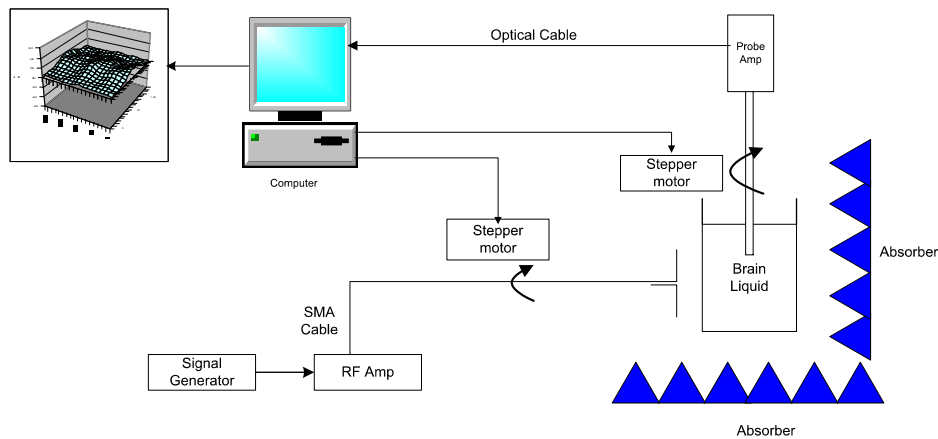 Optical Cable
Probe
Amp
Computer
Stepper
motor
Stepper
motor
Brain
Liquid
Absorber
SMA
Cable
Signal
Generator
RF Amp
Absorber